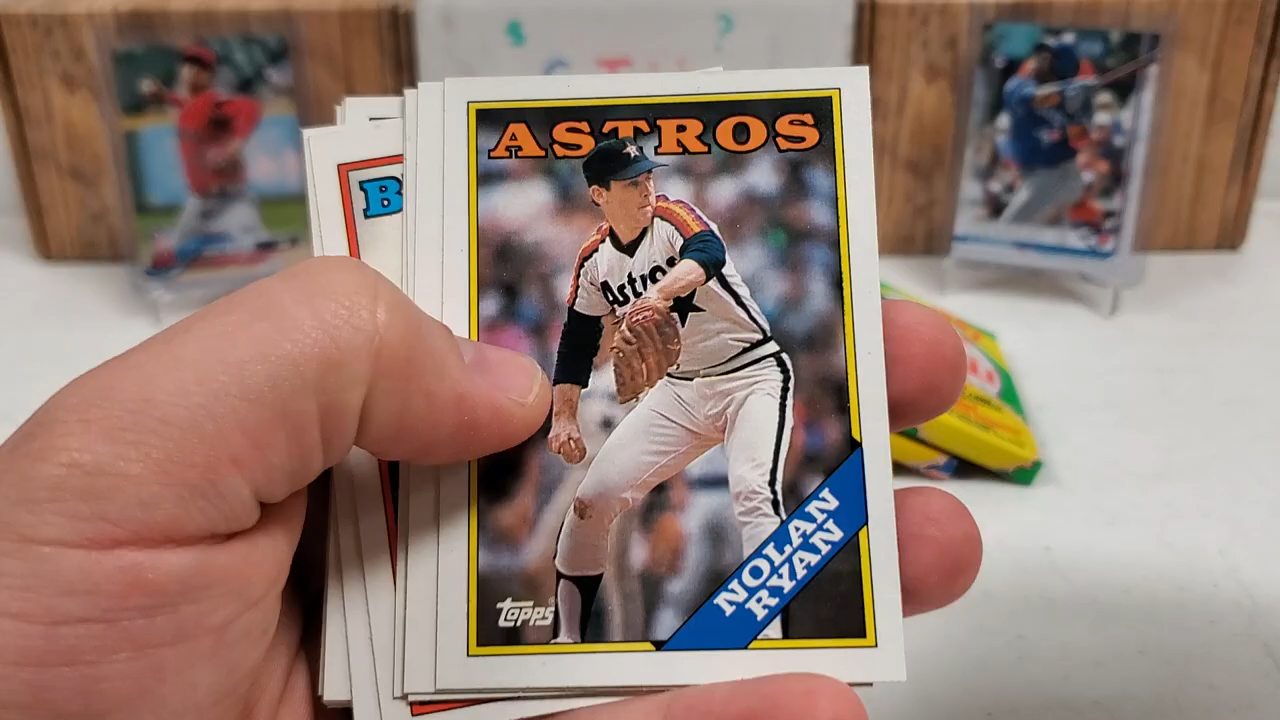 $ ?
B
ASTROS
Astros
NOLAN
RYAN
topps